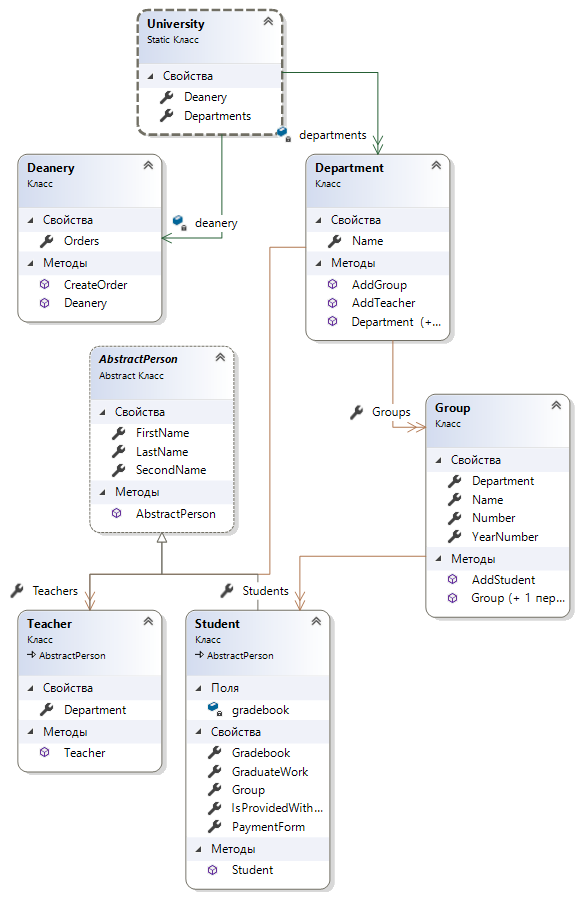 University
Static Класс
Свойства
Deanery
Departments
departments
deanery
Deanery
Класс
Свойства
Orders
Методы
CreateOrder
Deanery
Department
Класс
Свойства
Name
Методы
AddGroup
AddTeacher
Department (+...
AbstractPerson
Abstract Класс
Свойства
FirstName
LastName
SecondName
Методы
AbstractPerson
Groups
Group
Класс
Свойства
Department
Name
Number
YearNumber
Методы
AddStudent
Group (+ 1 пер...
Teachers
Students
Teacher
Класс
AbstractPerson
Свойства
Department
Методы
Teacher
Student
Класс
AbstractPerson
Поля
gradebook
Свойства
Gradebook
GraduateWork
Group
IsProvidedWith...
PaymentForm
Методы
Student